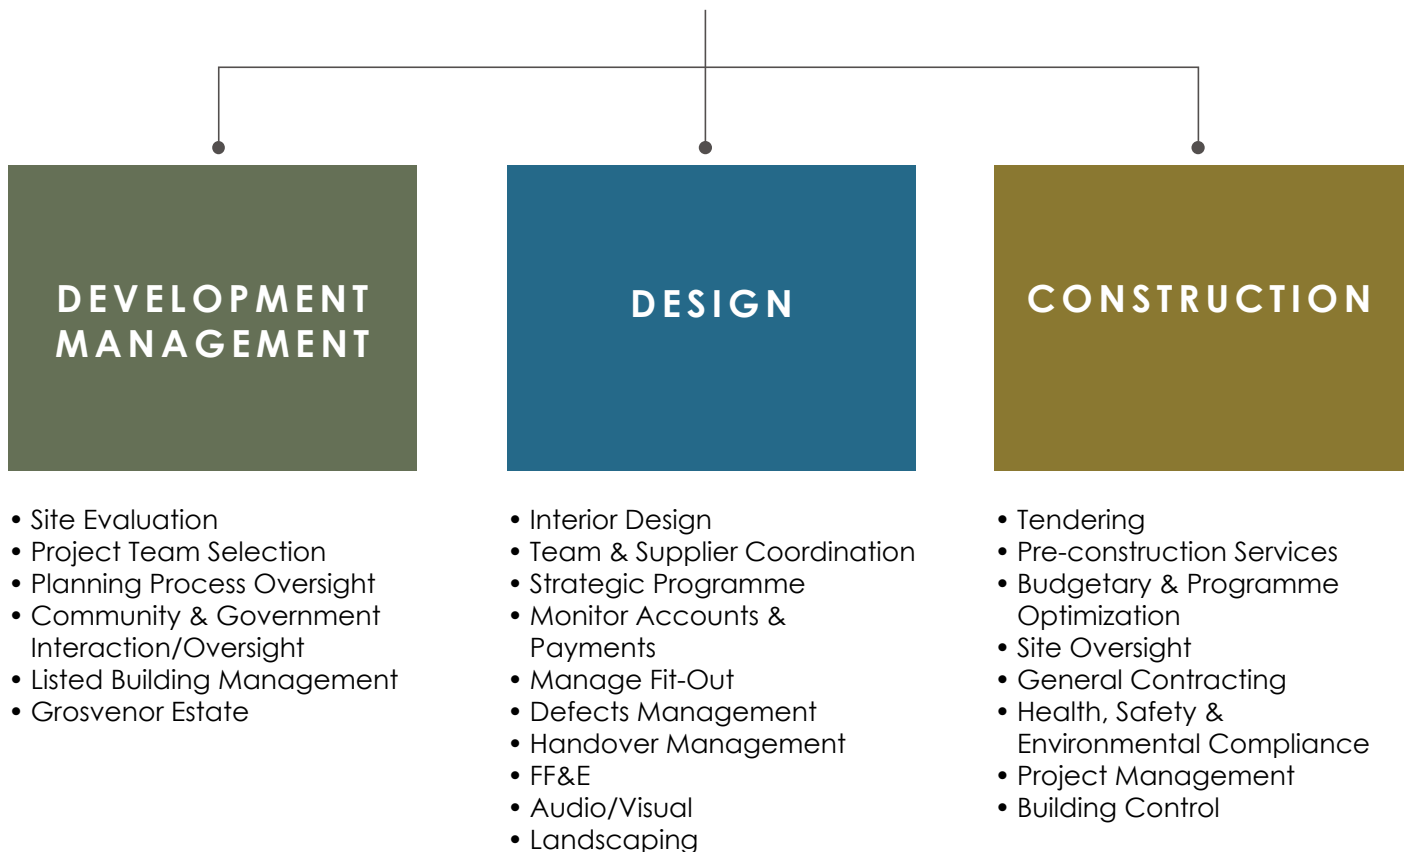 DEVELOPMENT
MANAGEMENT
• Site Evaluation
• Project Team Selection
• Planning Process Oversight
• Community & Government
Interaction/Oversight
• Listed Building Management
• Grosvenor Estate
DESIGN
• Interior Design
• Team & Supplier Coordination
• Strategic Programme
• Monitor Accounts &
Payments
• Manage Fit-Out
• Defects Management
• Handover Management
• FF&E
• Audio/Visual
• Landscaping
CONSTRUCTION
• Tendering
• Pre-construction Services
• Budgetary & Programme
Optimization
• Site Oversight
• General Contracting
• Health, Safety &
Environmental Compliance
• Project Management
• Building Control